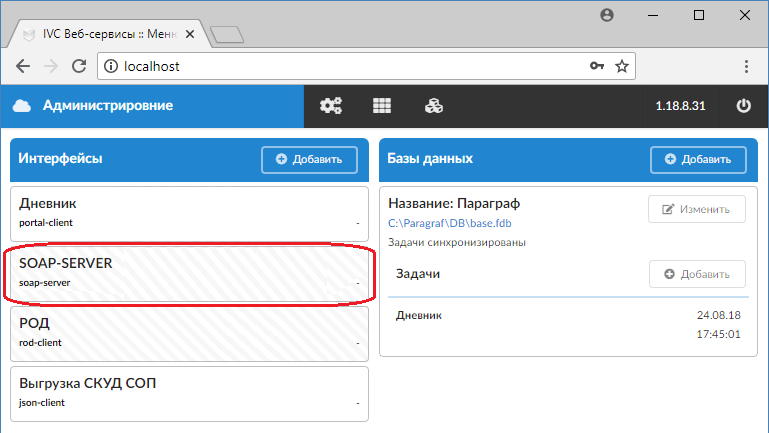 IVC Веб-сервисы :: Меню
localhost
Администровние
1.18.8.31
Интерфейсы
Добавить
Дневник
portal-client
-
SOAP-SERVER
soap-server
-
РОД
rod-client
-
Выгрузка СКУД СОП
json-client
-
Базы данных
Добавить
Название: Параграф
Изменить
C:\Paragraf\DB\base.fdb
Задачи синхронизированы
Задачи
Добавить
Дневник
24.08.18
17:45:01